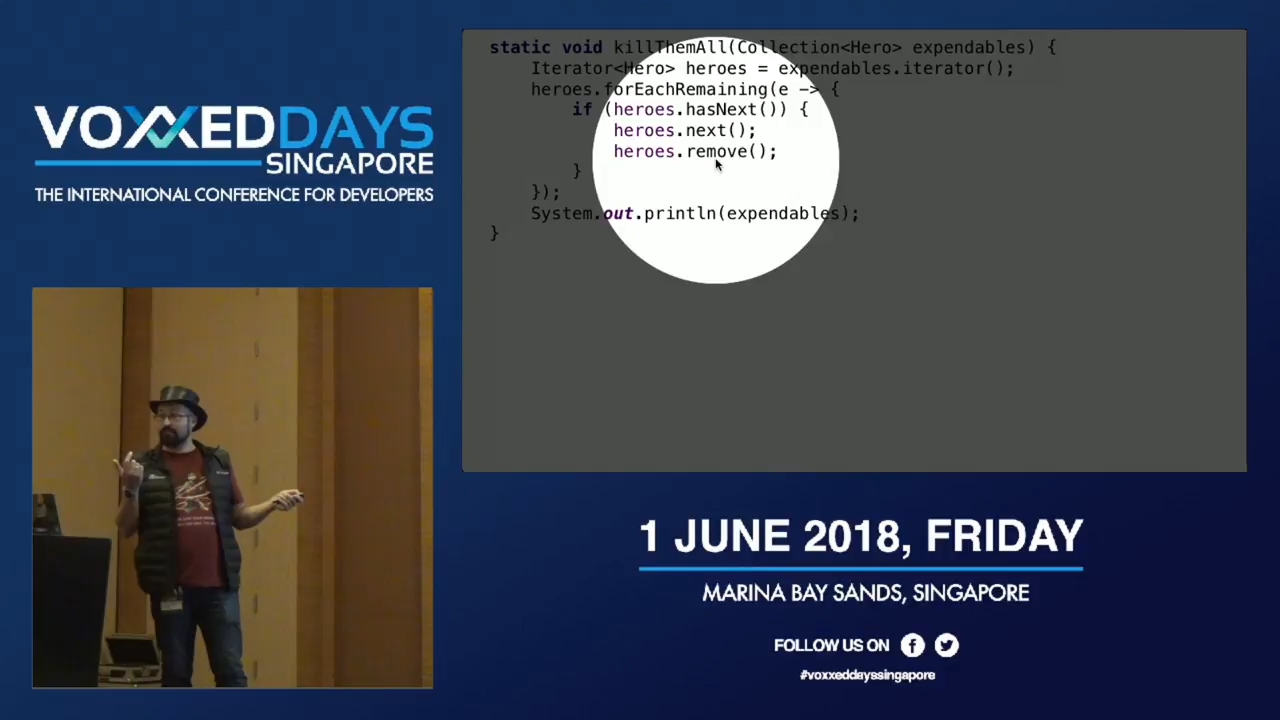 VOXXEDDAYS
SINGAPORE
THE INTERNATIONAL CONFERENCE FOR DEVELOPERS
static void killThemAll(Collection<Hero> expendables) {
    Iterator<Hero> heroes = expendables.iterator();
    heroes.forEachRemaining(e -> {
        if (heroes.hasNext()) {
            heroes.next();
            heroes.remove();
        }
    });
    System.out.println(expendables);
}
1 JUNE 2018, FRIDAY
MARINA BAY SANDS, SINGAPORE
FOLLOW US ON
#voxxeddayssingapore